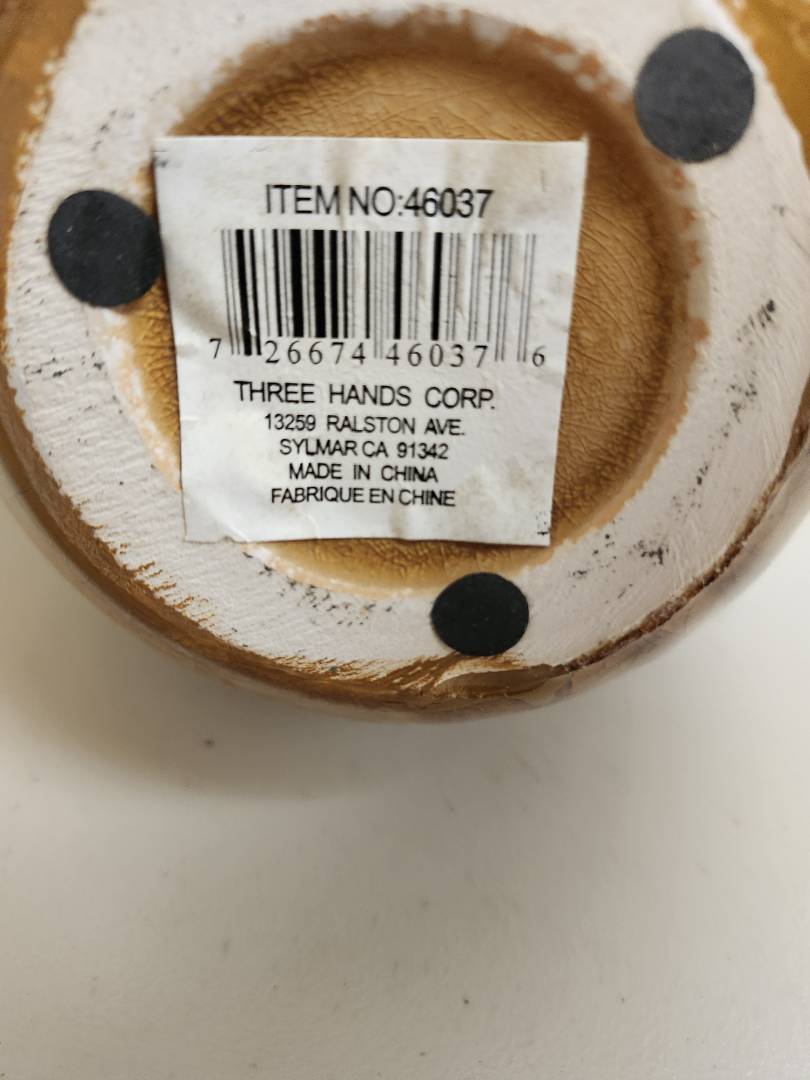 ITEM NO:46037
7 26674 46037 6
THREE HANDS CORP.
13259 RALSTON AVE.
SYLMAR CA 91342
MADE IN CHINA
FABRIQUE EN CHINE